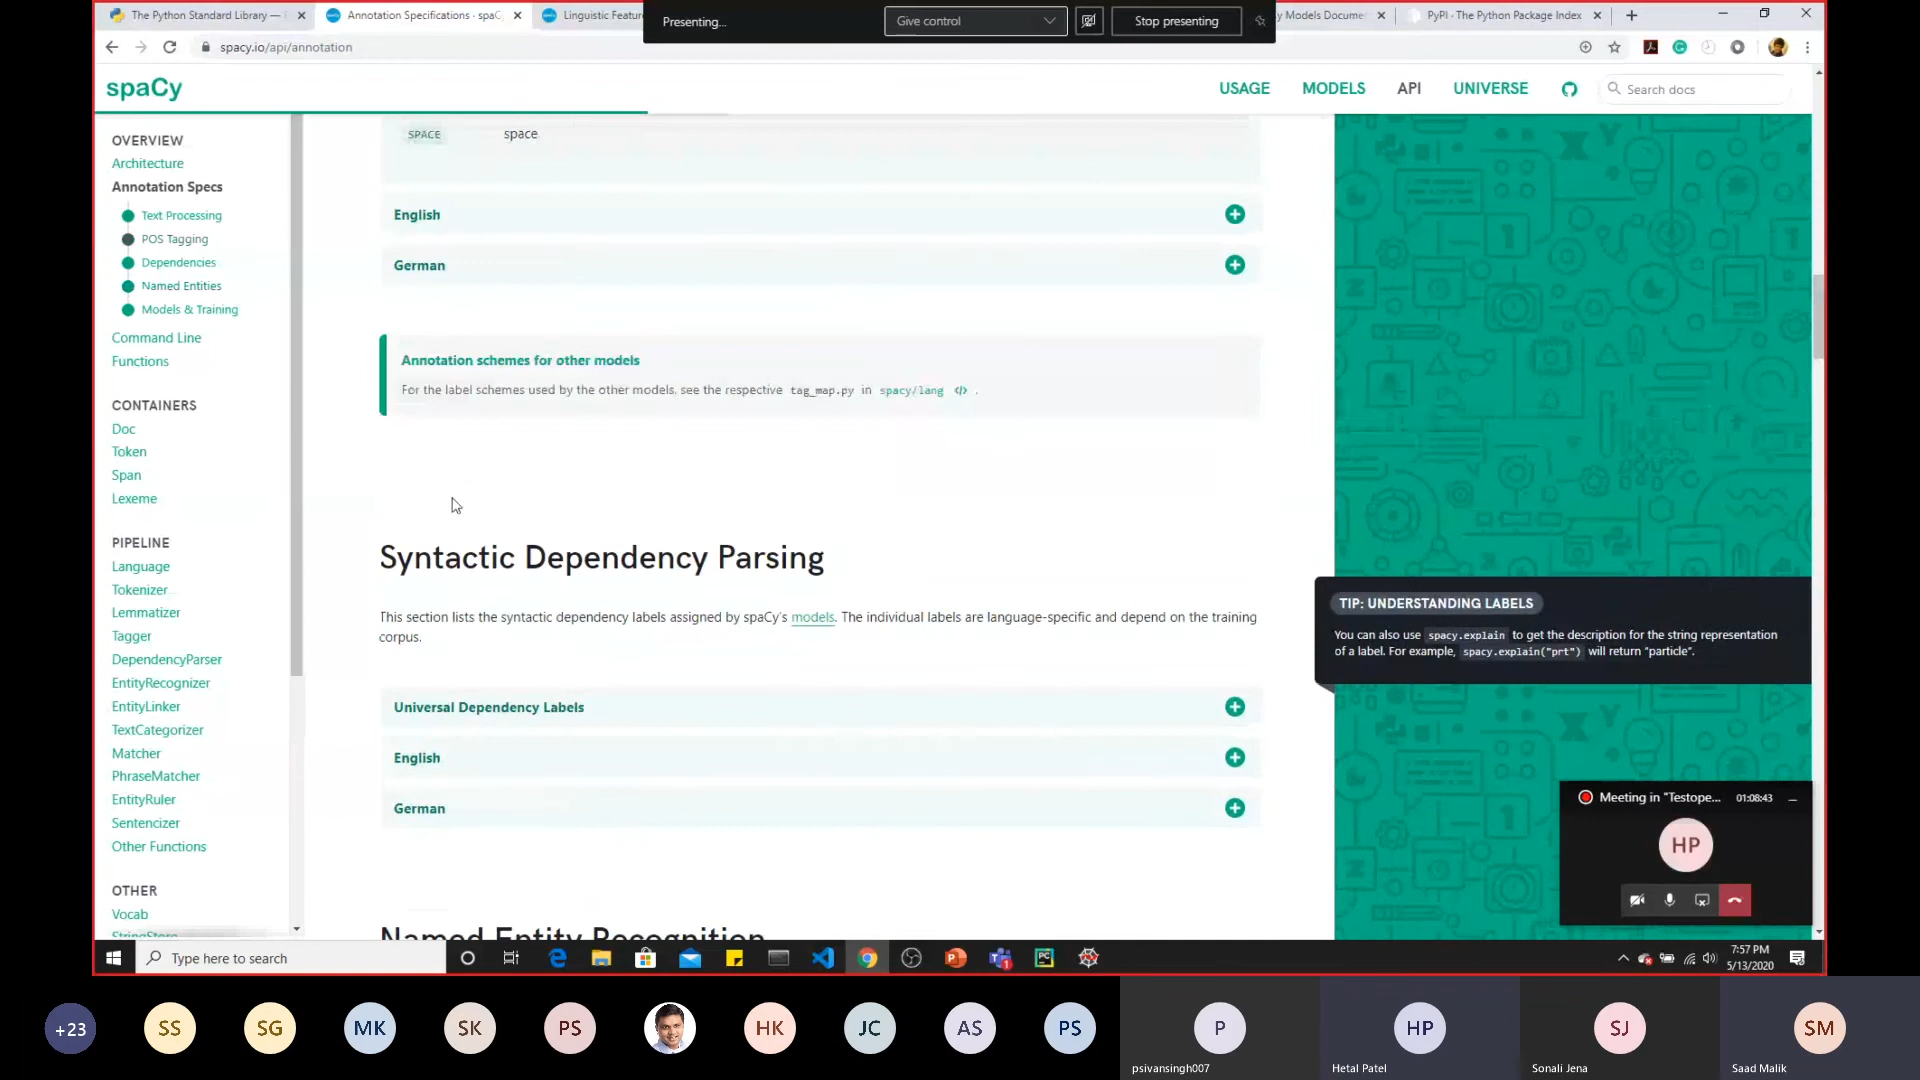 The Python Standard Library —
Annotation Specifications · spaC
Linguistic Featur
Presenting...
Give control
Stop presenting
y Models Docume
PyPI · The Python Package Index
spacy.io/api/annotation
spaCy
USAGE
MODELS
API
UNIVERSE
Search docs
OVERVIEW
Architecture
Annotation Specs
Text Processing
POS Tagging
Dependencies
Named Entities
Models & Training
Command Line
Functions
CONTAINERS
Doc
Token
Span
Lexeme
PIPELINE
Language
Tokenizer
Lemmatizer
Tagger
DependencyParser
EntityRecognizer
EntityLinker
TextCategorizer
Matcher
PhraseMatcher
EntityRuler
Sentencizer
Other Functions
OTHER
Vocab
StringStore
SPACE space
English
German
Annotation schemes for other models
For the label schemes used by the other models, see the respective tag_map.py in spacy/lang </> .
Syntactic Dependency Parsing
This section lists the syntactic dependency labels assigned by spaCy's models. The individual labels are language-specific and depend on the training
corpus.
Universal Dependency Labels
English
German
Named Entity Recognition
TIP: UNDERSTANDING LABELS
You can also use spacy.explain to get the description for the string representation
of a label. For example, spacy.explain("prt") will return "particle".
Meeting in "Testope... 01:08:43
HP
Type here to search
7:57 PM
5/13/2020
+23
SS
SG
MK
SK
PS
HK
JC
AS
PS
P
HP
SJ
SM
psivansingh007
Hetal Patel
Sonali Jena
Saad Malik